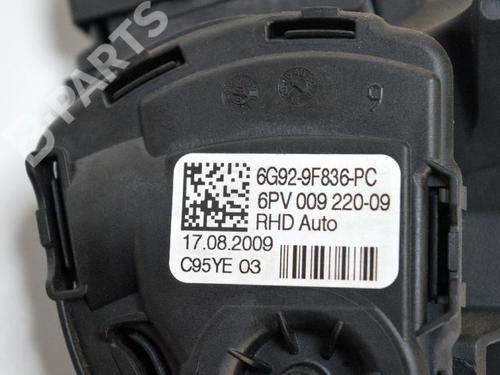 B-PARTS
9
6G92-9F836-PC
6PV 009 220-09
RHD Auto
17.08.2009
C95YE 03